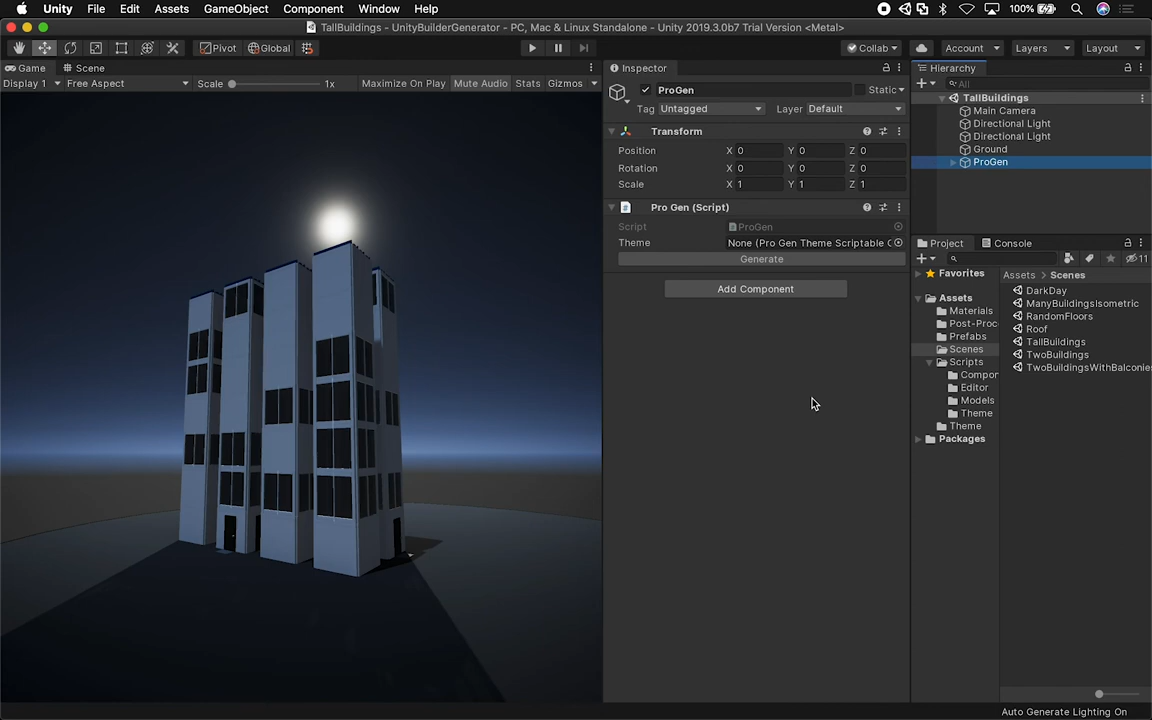 Unity File Edit Assets GameObject Component Window Help 100%
TallBuildings - UnityBuilderGenerator - PC, Mac & Linux Standalone - Unity 2019.3.0b7 Trial Version <Metal>
Pivot Global Collab Account Layers Layout
Game Scene
Display 1 Free Aspect Scale 1x Maximize On Play Mute Audio Stats Gizmos
Inspector
ProGen Static
Tag Untagged Layer Default
Transform
Position X 0 Y 0 Z 0
Rotation X 0 Y 0 Z 0
Scale X 1 Y 1 Z 1
# Pro Gen (Script)
Script ProGen
Theme None (Pro Gen Theme Scriptable
Generate
Add Component
Hierarchy
All
TallBuildings
Main Camera
Directional Light
Directional Light
Ground
ProGen
Project Console
11
Favorites
Assets
Materials
Post-Proc
Prefabs
Scenes
Scripts
Compor
Editor
Models
Theme
Theme
Packages
Assets > Scenes
DarkDay
ManyBuildingsIsometric
RandomFloors
Roof
TallBuildings
TwoBuildings
TwoBuildingsWithBalconies
Auto Generate Lighting On